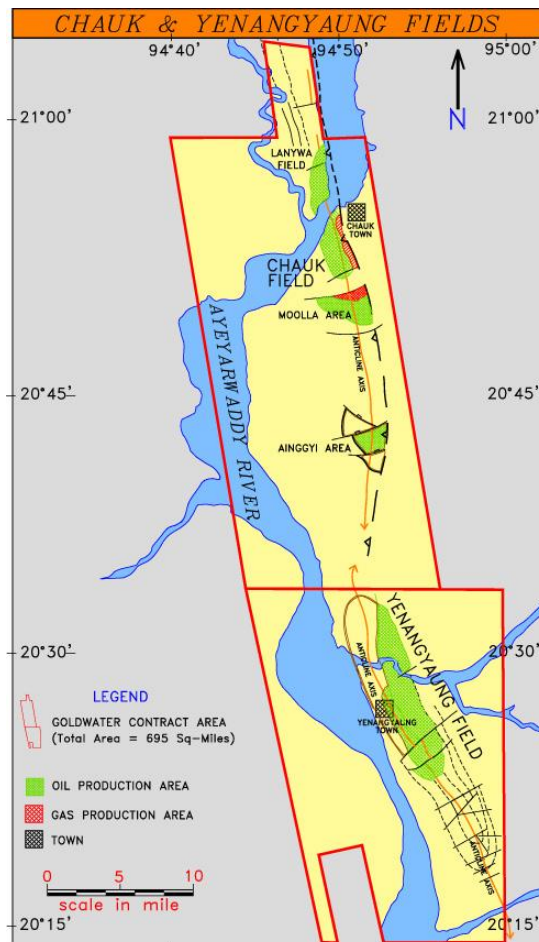 CHAUK & YENANGYAUNG FIELDS
94°40'
94°50'
95°00'
21°00'
21°00'
N
LANYWA
FIELD
CHAUK
TOWN
CHAUK
FIELD
MOOLLA AREA
AYEYARWADDY RIVER
ANTICLINE AXIS
20°45'
20°45'
AINGGYI AREA
YENANGYAUNG FIELD
20°30'
20°30'
ANTICLINE AXIS
LEGEND
GOLDWATER CONTRACT AREA
(Total Area = 695 Sq-Miles)
YENANGYAUNG
TOWN
OIL PRODUCTION AREA
GAS PRODUCTION AREA
TOWN
ANTICLINE AXIS
0 5 10
scale in mile
20°15'
20°15'